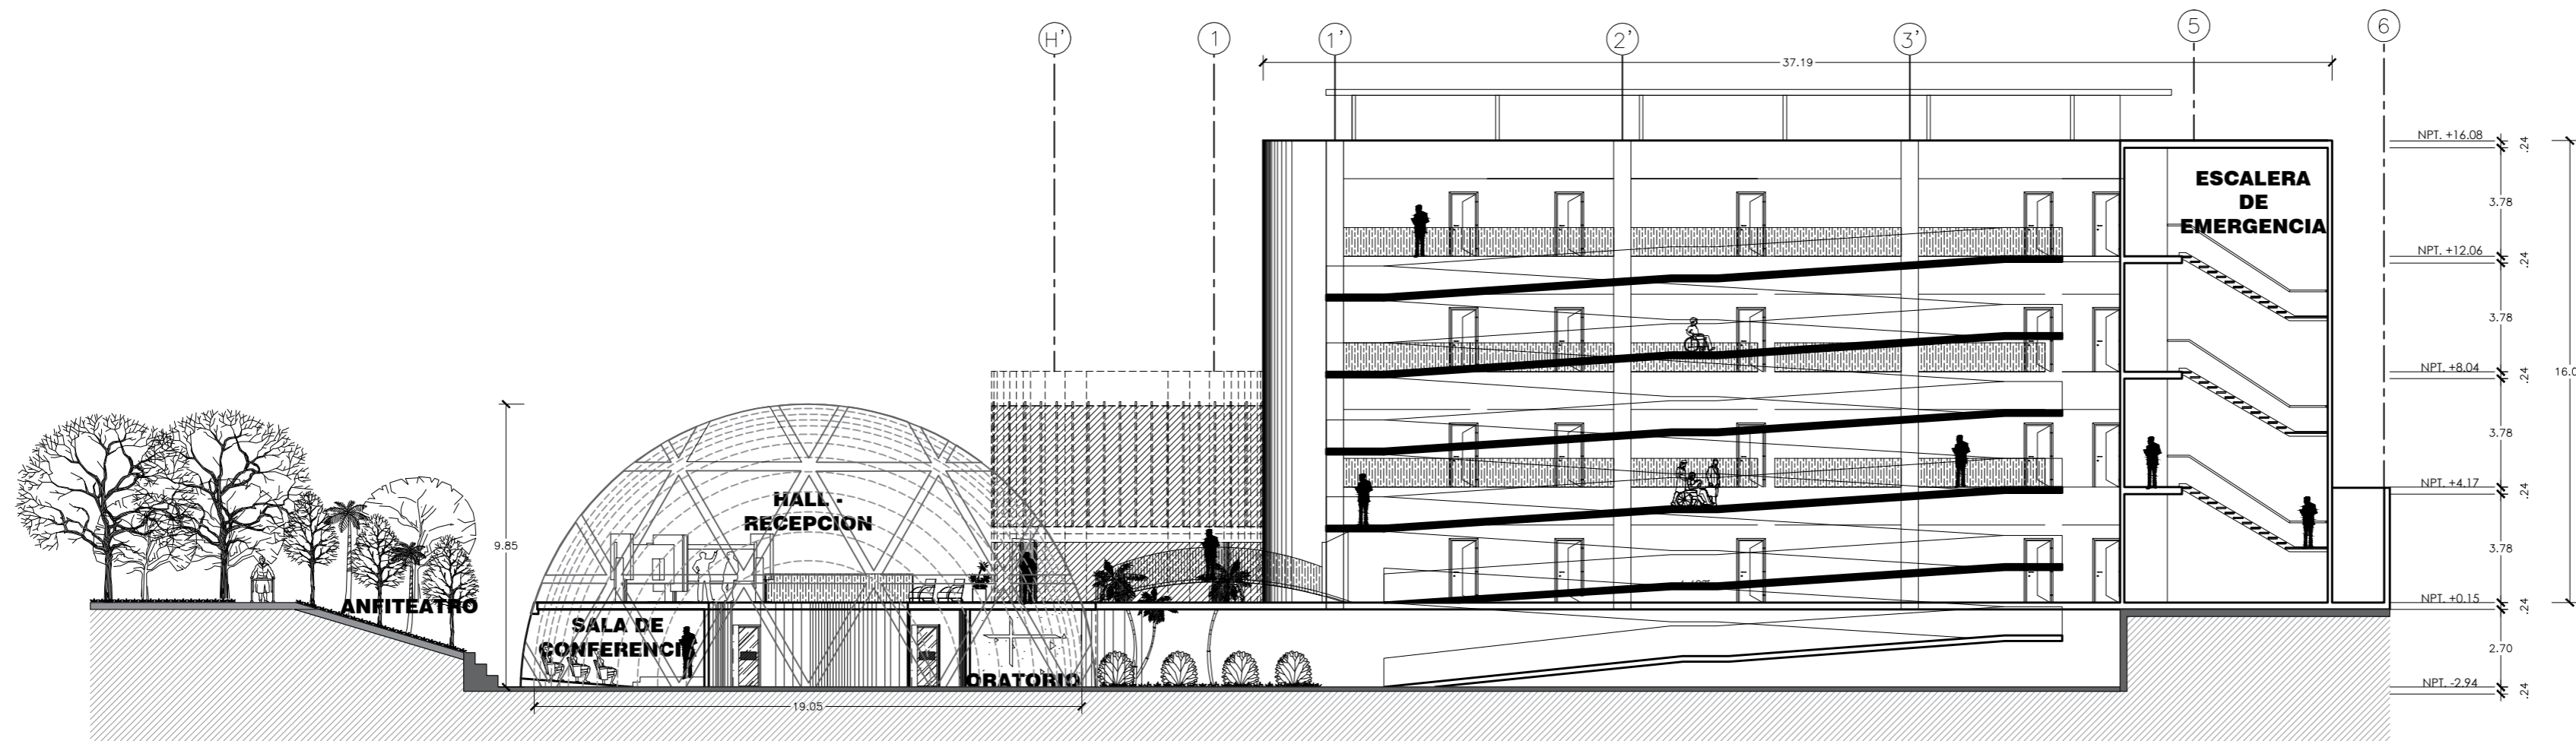 H'
1
1'
2'
3'
5
6
37.19
NPT. +16.08
.24
ESCALERA
DE
EMERGENCIA
3.78
NPT. +12.06
.24
3.78
NPT. +8.04
.24
16.0
3.78
NPT. +4.17
.24
HALL -
RECEPCION
9.85
3.78
ANFITEATRO
NPT. +0.15
.24
SALA DE
CONFERENCIA
2.70
ORATORIO
NPT. -2.94
.24
19.05